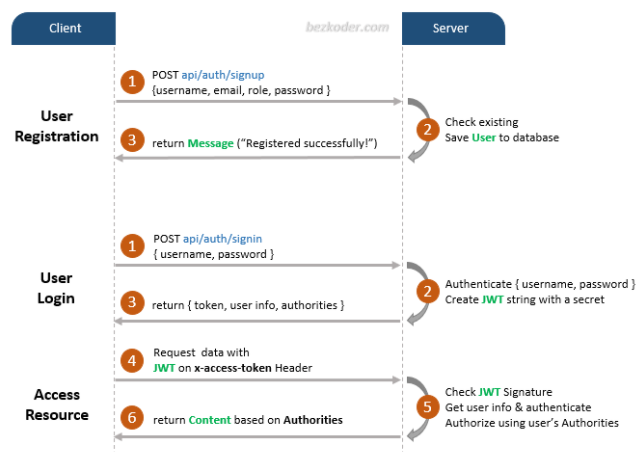 Client
bezkoder.com
Server
User
Registration
1
POST api/auth/signup
{username, email, role, password }
2
Check existing
Save User to database
3
return Message (“Registered successfully!”)
User
Login
1
POST api/auth/signin
{ username, password }
2
Authenticate { username, password }
Create JWT string with a secret
3
return { token, user info, authorities }
Access
Resource
4
Request  data with
JWT on x-access-token Header
5
Check JWT Signature
Get user info & authenticate
Authorize using user’s Authorities
6
return Content based on Authorities